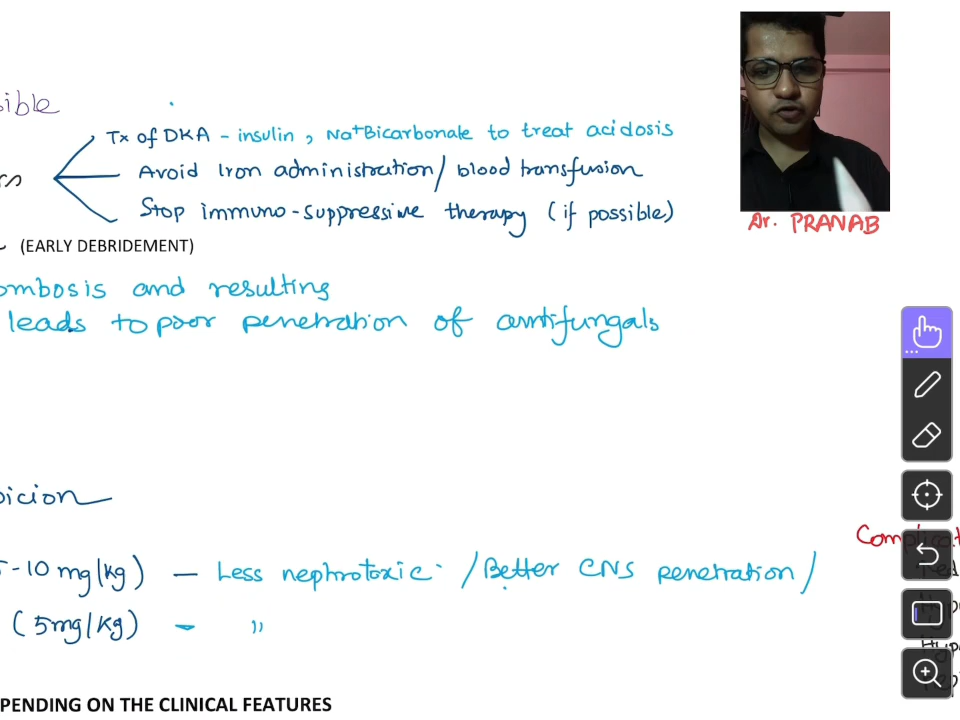 sible
Tx of DKA - insulin, Na+Bicarbonate to treat acidosis
Avoid Iron administration / blood transfusion
Stop immuno-suppressive therapy (if possible)
Dr. PRANAB
(EARLY DEBRIDEMENT)
ombosis and resulting
leads to poor penetration of antifungals
picion
-10 mg/kg) - Less nephrotoxic / Better CNS penetration /
(5mg/kg) - "
Complicat
Hyp
PENDING ON THE CLINICAL FEATURES